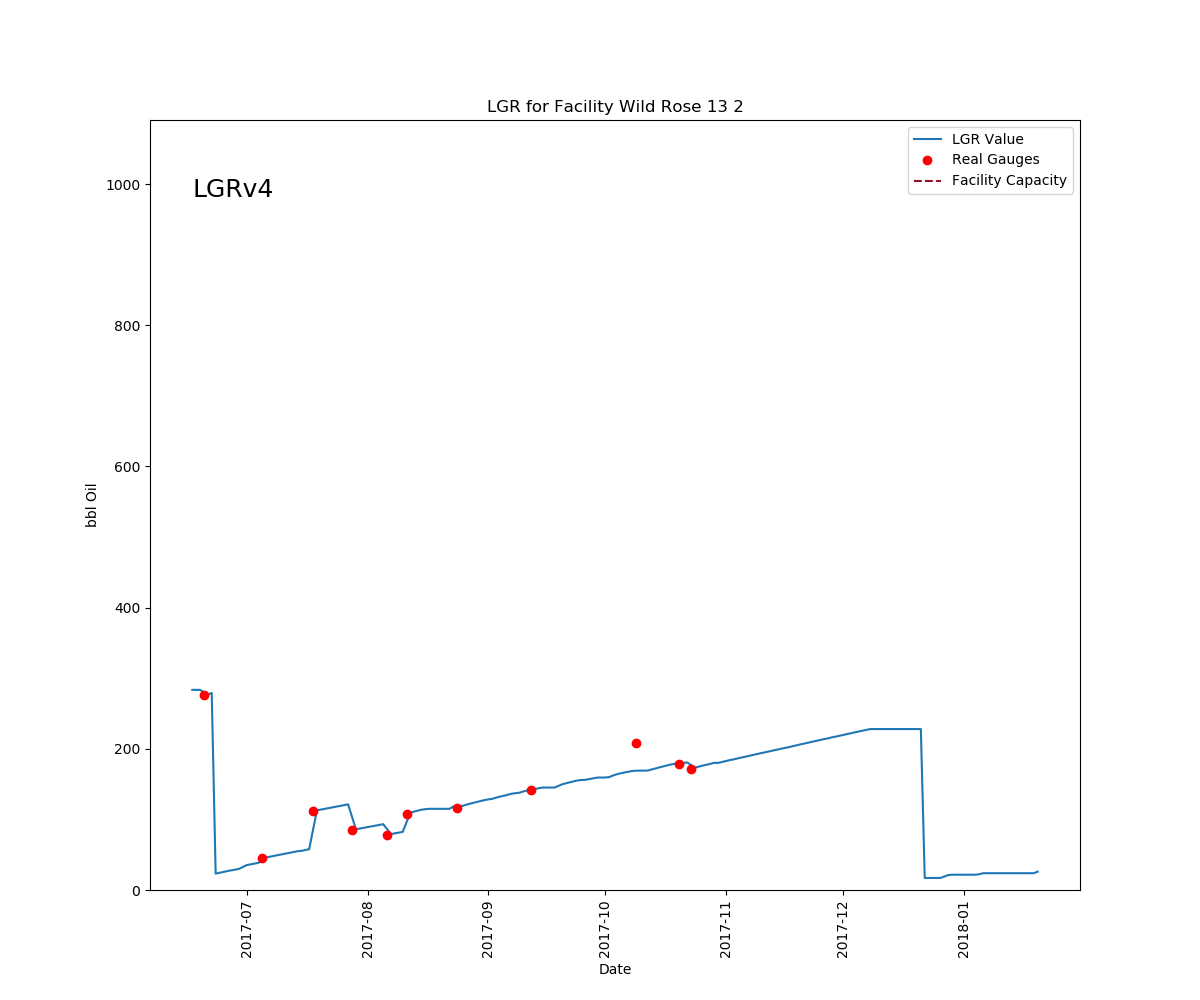 LGR for Facility Wild Rose 13 2
LGR Value
Real Gauges
Facility Capacity
LGRv4
1000
800
600
400
200
0
bbl Oil
2017-07
2017-08
2017-09
2017-10
2017-11
2017-12
2018-01
Date